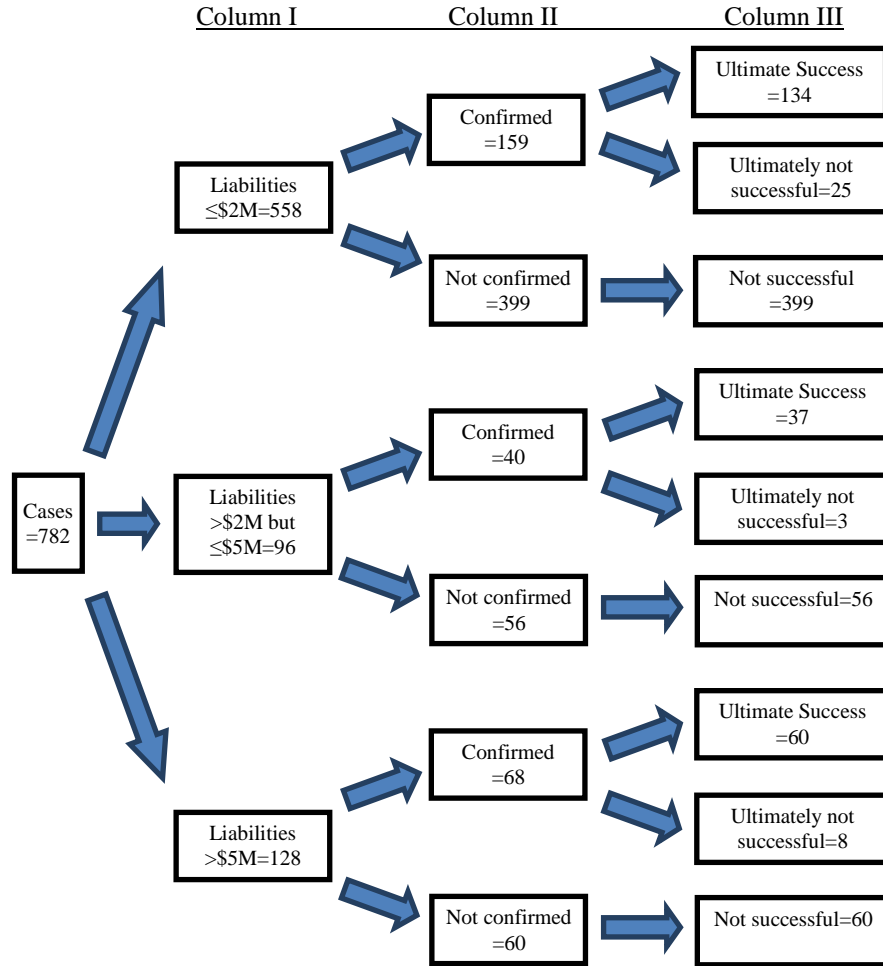 Column I Column II Column III
Ultimate Success
=134
Confirmed
=159
Ultimately not
successful=25
Liabilities
≤$2M=558
Not confirmed
=399
Not successful
=399
Ultimate Success
=37
Confirmed
=40
Ultimately not
successful=3
Cases
=782
Liabilities
>$2M but
≤$5M=96
Not confirmed
=56
Not successful=56
Ultimate Success
=60
Confirmed
=68
Ultimately not
successful=8
Liabilities
>$5M=128
Not confirmed
=60
Not successful=60